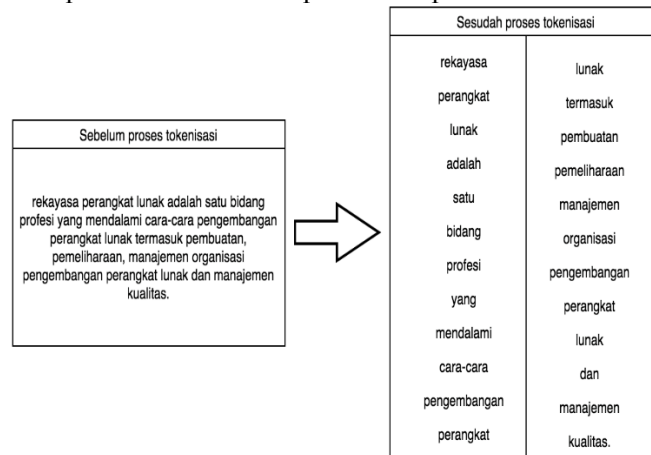 Sebelum proses tokenisasi
rekayasa perangkat lunak adalah satu bidang
profesi yang mendalami cara-cara pengembangan
perangkat lunak termasuk pembuatan,
pemeliharaan, manajemen organisasi
pengembangan perangkat lunak dan manajemen
kualitas.
Sesudah proses tokenisasi
rekayasa
perangkat
lunak
adalah
satu
bidang
profesi
yang
mendalami
cara-cara
pengembangan
perangkat
lunak
termasuk
pembuatan
pemeliharaan
manajemen
organisasi
pengembangan
perangkat
lunak
dan
manajemen
kualitas.